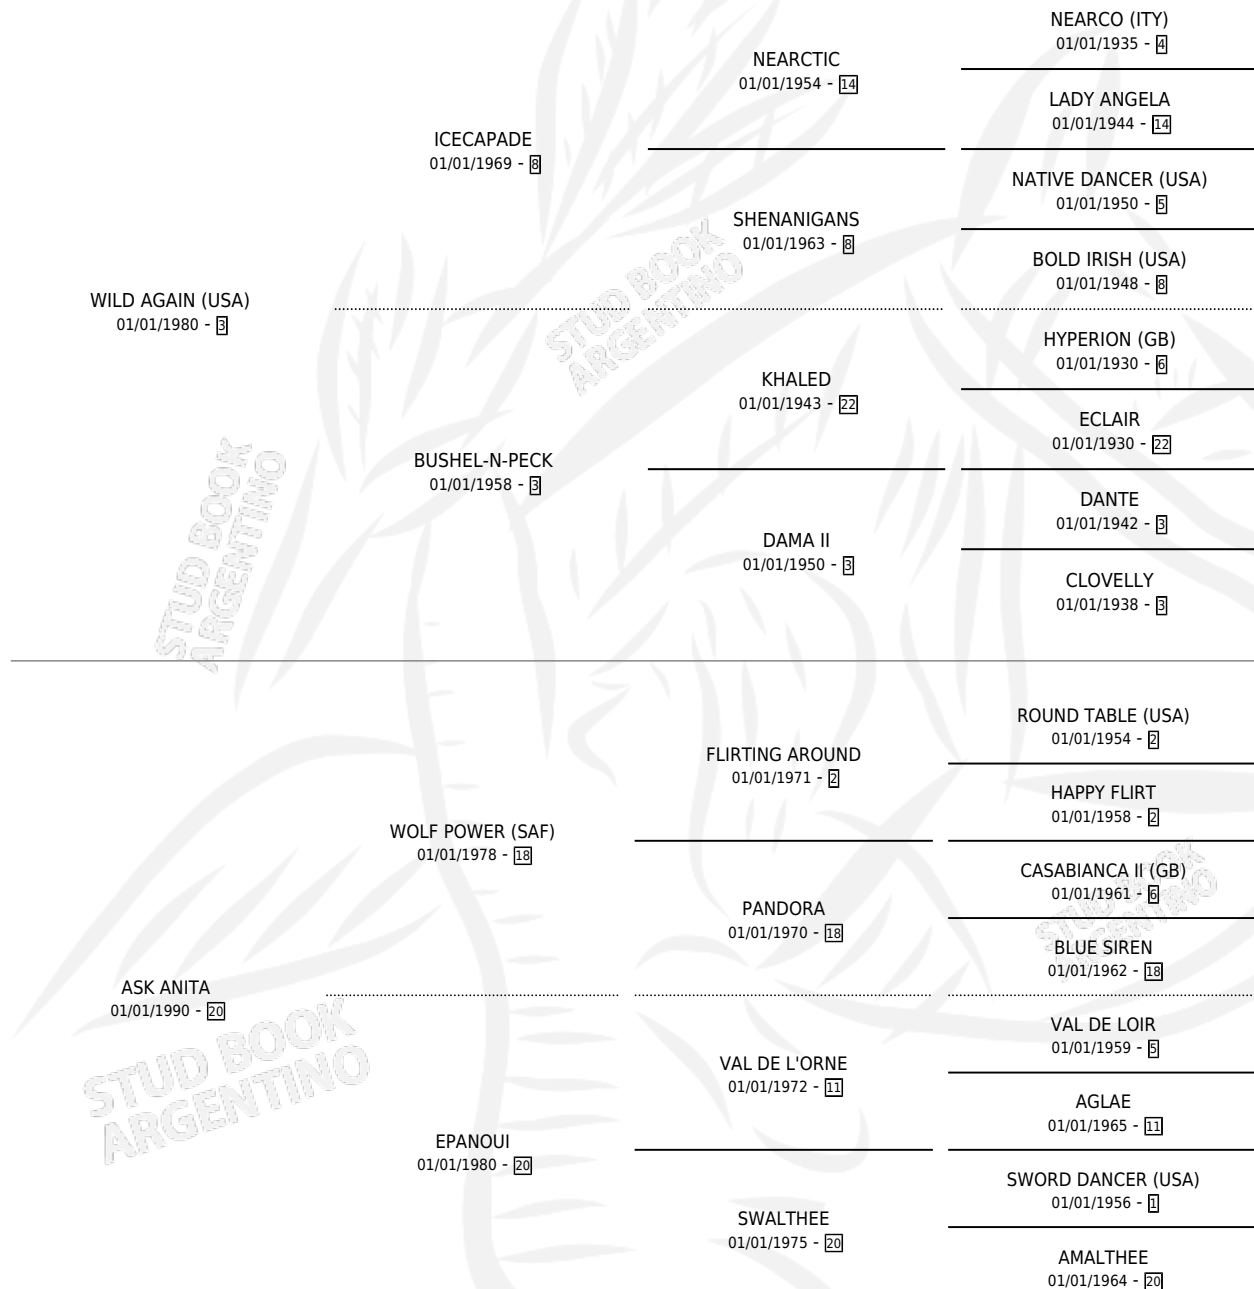 NEARCO (ITY)
01/01/1935 - 4
NEARCTIC
01/01/1954 - 14
LADY ANGELA
01/01/1944 - 14
ICECAPADE
01/01/1969 - 8
NATIVE DANCER (USA)
01/01/1950 - 5
SHENANIGANS
01/01/1963 - 8
BOLD IRISH (USA)
01/01/1948 - 8
WILD AGAIN (USA)
01/01/1980 - 3
HYPERION (GB)
01/01/1930 - 6
KHALED
01/01/1943 - 22
ECLAIR
01/01/1930 - 22
BUSHEL-N-PECK
01/01/1958 - 3
DANTE
01/01/1942 - 3
DAMA II
01/01/1950 - 3
CLOVELLY
01/01/1938 - 3
ROUND TABLE (USA)
01/01/1954 - 2
FLIRTING AROUND
01/01/1971 - 2
HAPPY FLIRT
01/01/1958 - 2
WOLF POWER (SAF)
01/01/1978 - 18
CASABIANCA II (GB)
01/01/1961 - 6
PANDORA
01/01/1970 - 18
BLUE SIREN
01/01/1962 - 18
ASK ANITA
01/01/1990 - 20
VAL DE LOIR
01/01/1959 - 5
VAL DE L'ORNE
01/01/1972 - 11
AGLAE
01/01/1965 - 11
EPANOUI
01/01/1980 - 20
SWORD DANCER (USA)
01/01/1956 - 1
SWALTHEE
01/01/1975 - 20
AMALTHEE
01/01/1964 - 20
STUD BOOK
ARGENTINO
STUD BOOK
ARGENTINO
STUD BOOK
ARGENTINO
STUD BOOK
ARGENTINO